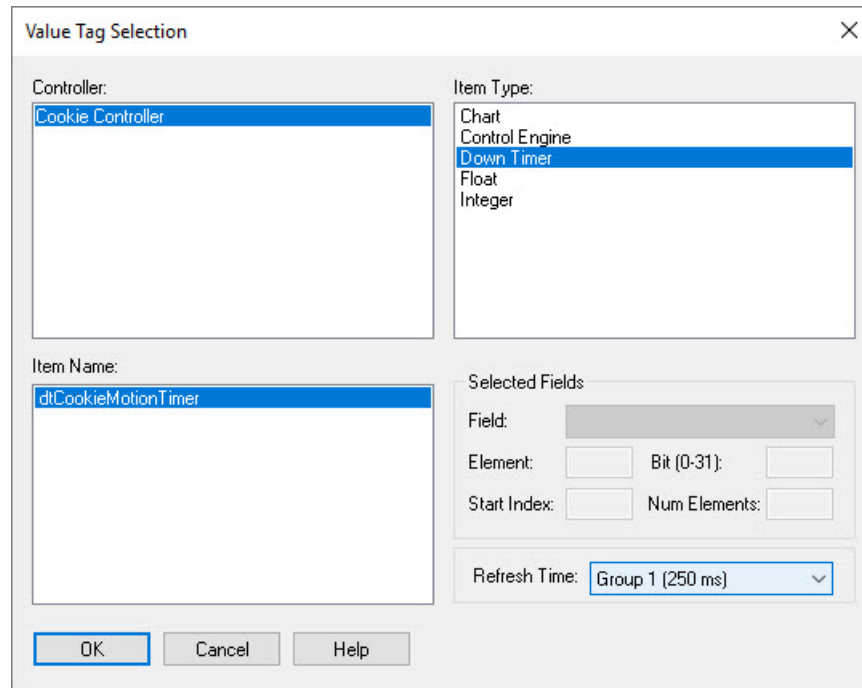 Value Tag Selection
Controller:
Cookie Controller
Item Type:
Chart
Control Engine
Down Timer
Float
Integer
Item Name:
dtCookieMotionTimer
Selected Fields
Field:
Element:
Bit (0-31):
Start Index:
Num Elements:
Refresh Time:
Group 1 (250 ms)
OK
Cancel
Help